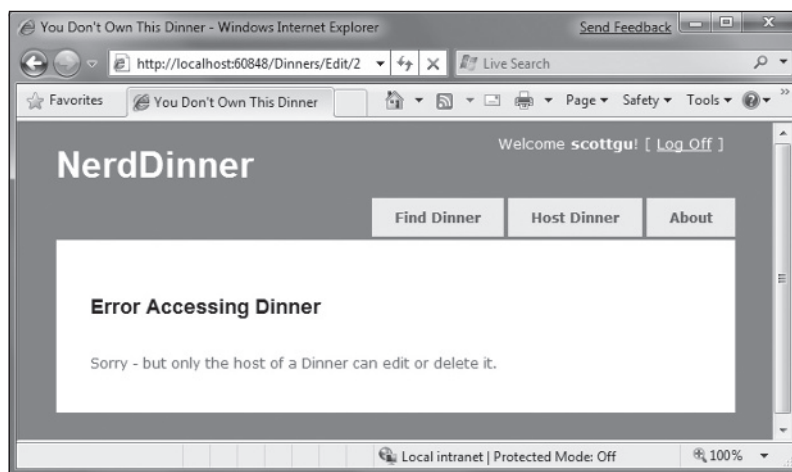 You Don't Own This Dinner - Windows Internet Explorer
Send Feedback
http://localhost:60848/Dinners/Edit/2
Live Search
Favorites
You Don't Own This Dinner
Page
Safety
Tools
Welcome scottgu! [ Log Off ]
NerdDinner
Find Dinner
Host Dinner
About
Error Accessing Dinner
Sorry - but only the host of a Dinner can edit or delete it.
Local intranet | Protected Mode: Off
100%